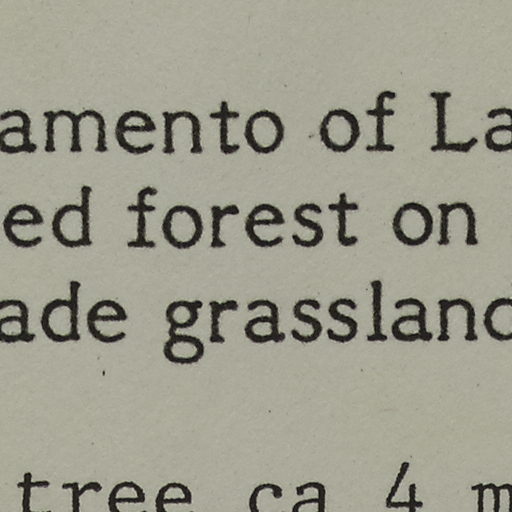 amento of La
ed forest on
ade grassland
tree ca 4 m